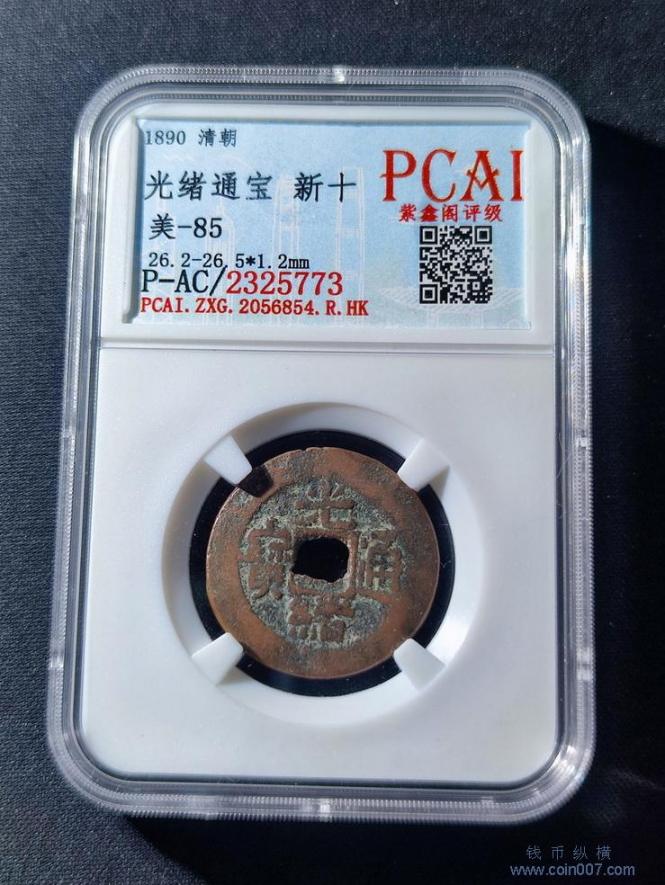 1890 清朝
光绪通宝 新十
美-85
26.2-26.5*1.2mm
P-AC/2325773
PCAI.ZXG.2056854.R.HK
PCAI
紫鑫阁评级
光緒通寶
钱币纵横
www.coin007.com